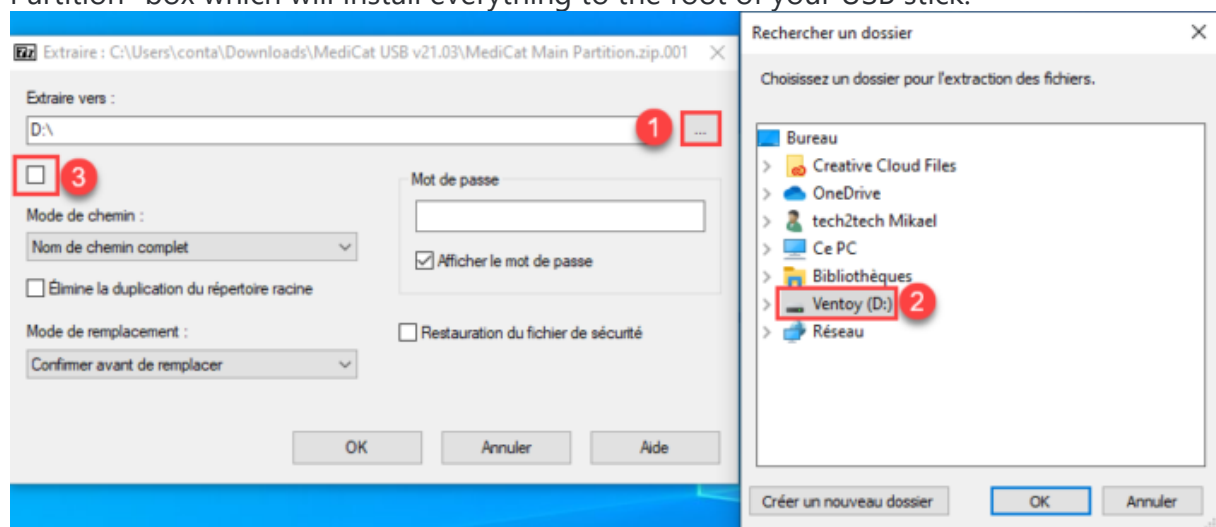 Partition" box which will install everything to the root of your USB stick.
Extraire : C:\Users\conta\Downloads\MediCat USB v21.03\MediCat Main Partition.zip.001
Extraire vers :
D:\
1
...
3
Mode de chemin :
Nom de chemin complet
Élimine la duplication du répertoire racine
Mode de remplacement :
Confirmer avant de remplacer
Mot de passe
Afficher le mot de passe
Restauration du fichier de sécurité
OK
Annuler
Aide
Rechercher un dossier
Choisissez un dossier pour l'extraction des fichiers.
Bureau
Creative Cloud Files
OneDrive
tech2tech Mikael
Ce PC
Bibliothèques
Ventoy (D:)
2
Réseau
Créer un nouveau dossier
OK
Annuler